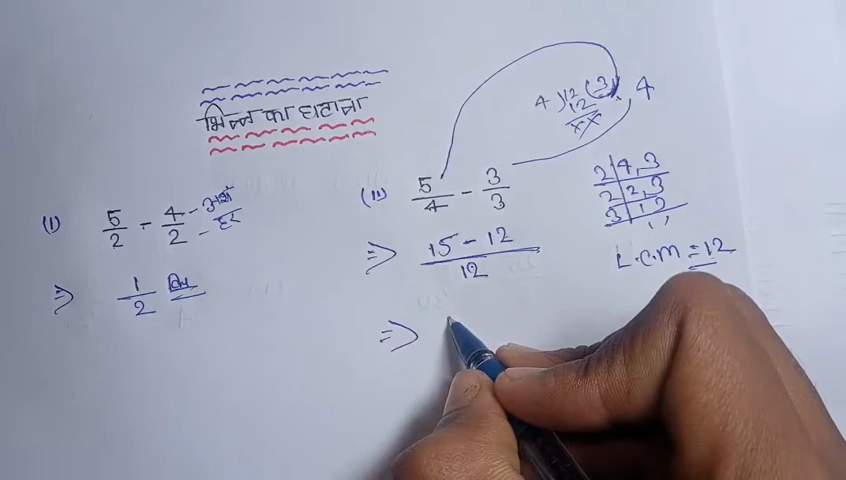 भिन्न का घटाना
4)12(3 4
12
××
(I) 5/2 - 4/2 - अंश
- हर
⇒ 1/2
(II) 5/4 - 3/3
⇒ 15 - 12 / 12
⇒
2|4,3
2|2,3
3|1,3
1,1
L.C.M = 12